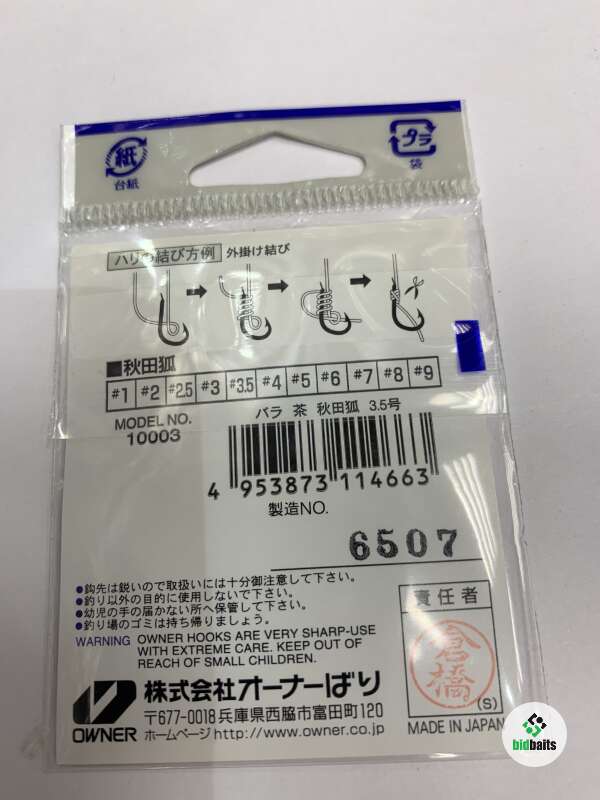 紙
台紙
プラ
袋
ハリの結び方例 外掛け結び
■秋田狐
#1 #2 #2.5 #3 #3.5 #4 #5 #6 #7 #8 #9
MODEL NO.
10003
バラ 茶 秋田狐 3.5号
4 953873 114663
製造NO.
6507
●鈎先は鋭いので取扱いには十分御注意して下さい。
●釣り以外の目的に使用しないで下さい。
●幼児の手の届かない所へ保管して下さい。
●釣り場のゴミは持ち帰りましょう。
WARNING OWNER HOOKS ARE VERY SHARP-USE
WITH EXTREME CARE. KEEP OUT OF
REACH OF SMALL CHILDREN.
責任者
倉橋
(S)
MADE IN JAPAN
OWNER
株式会社オーナーばり
〒677-0018 兵庫県西脇市富田町120
ホームページ http://www.owner.co.jp
bidbaits